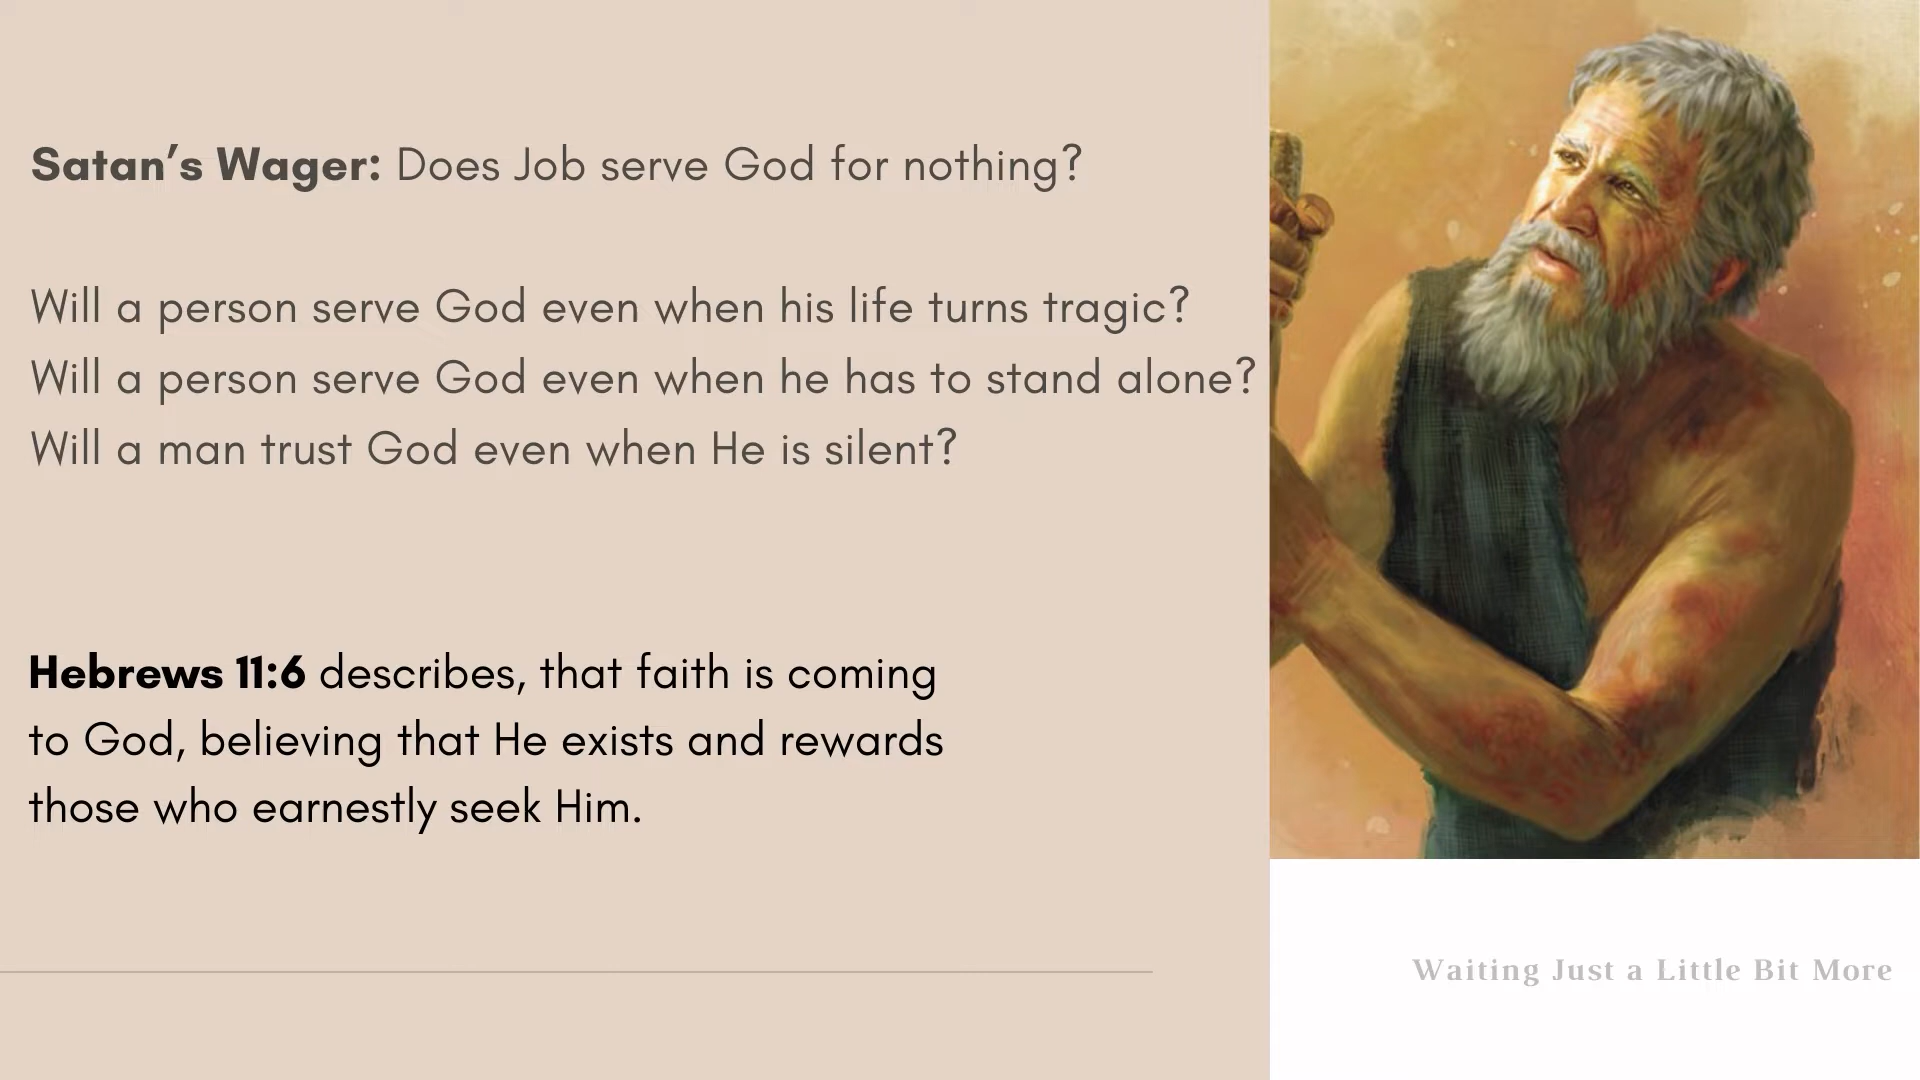 Satan’s Wager: Does Job serve God for nothing?
Will a person serve God even when his life turns tragic?
Will a person serve God even when he has to stand alone?
Will a man trust God even when He is silent?
Hebrews 11:6 describes, that faith is coming
to God, believing that He exists and rewards
those who earnestly seek Him.
Waiting Just a Little Bit More